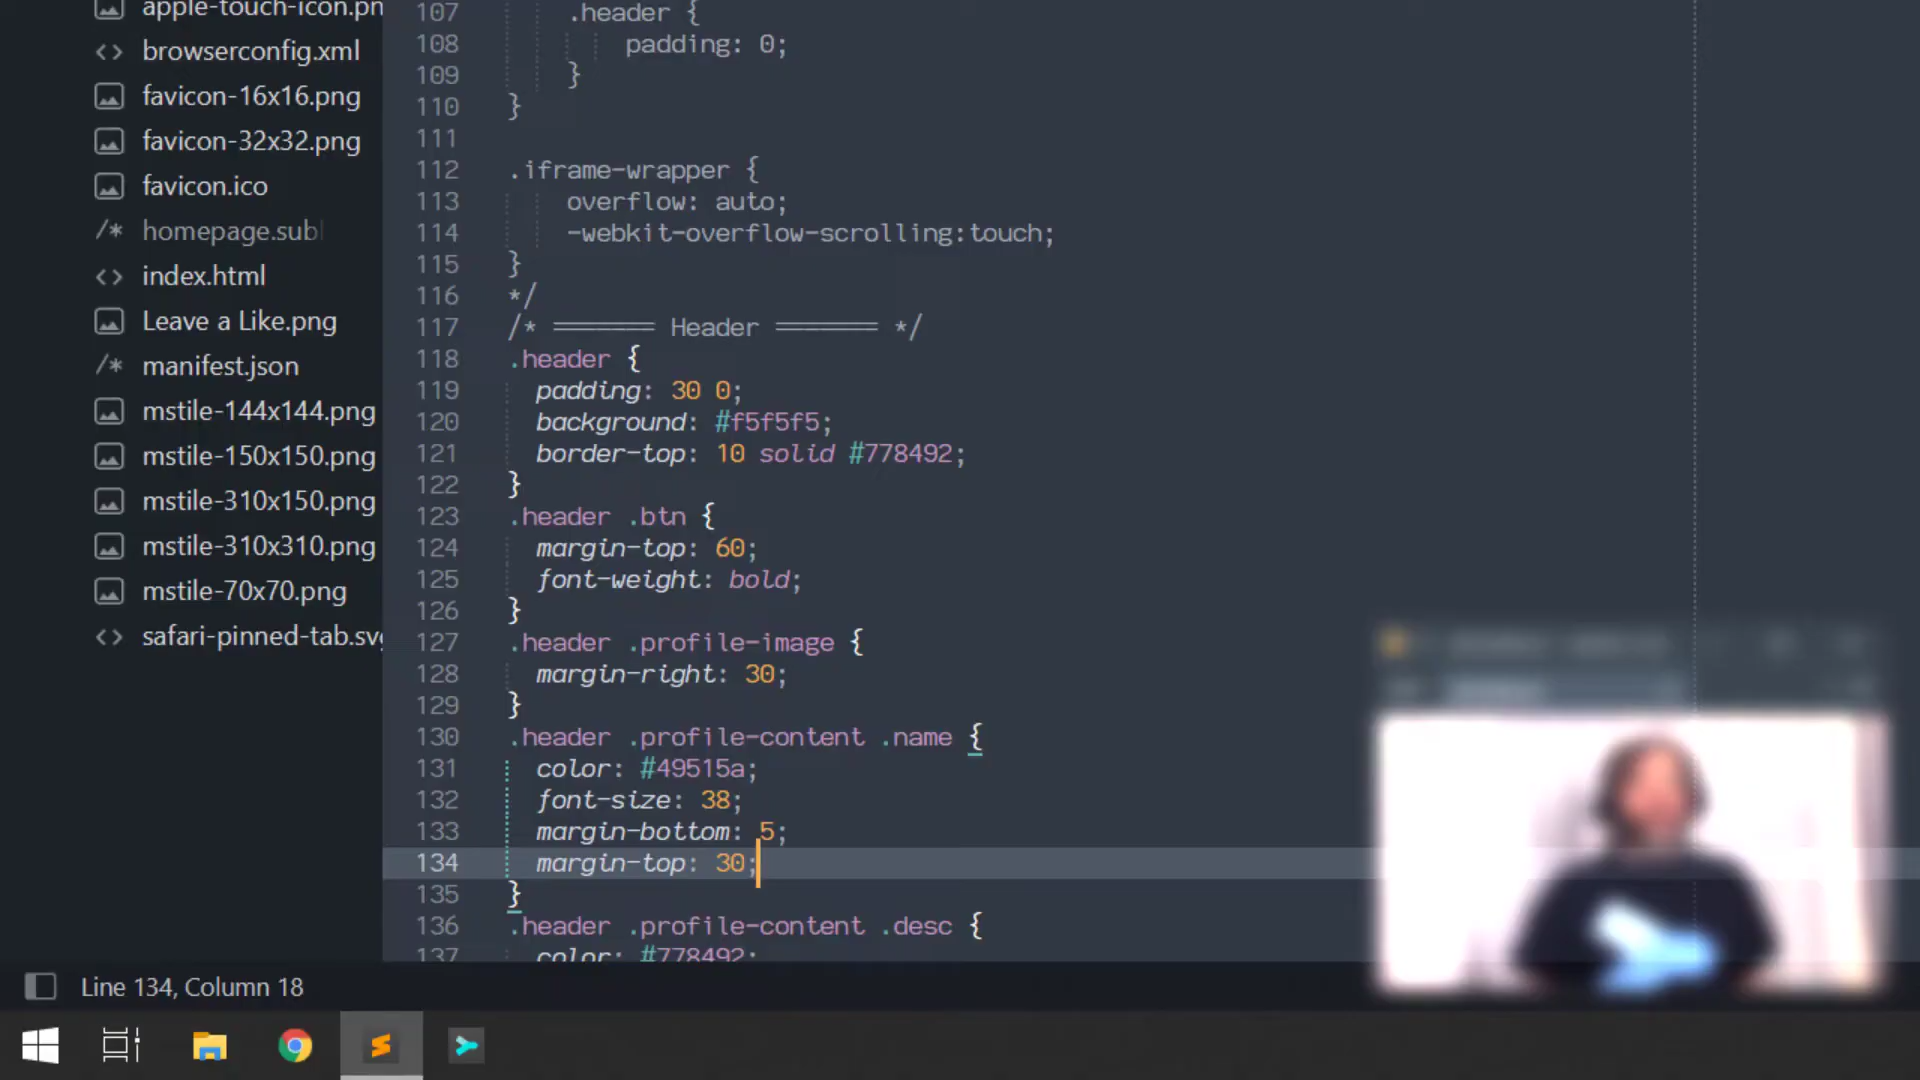 apple-touch-icon.pn
browserconfig.xml
favicon-16x16.png
favicon-32x32.png
favicon.ico
homepage.subl
index.html
Leave a Like.png
manifest.json
mstile-144x144.png
mstile-150x150.png
mstile-310x150.png
mstile-310x310.png
mstile-70x70.png
safari-pinned-tab.svg
107 .header {
108 padding: 0;
109 }
110 }
111
112 .iframe-wrapper {
113 overflow: auto;
114 -webkit-overflow-scrolling:touch;
115 }
116 */
117 /* ======= Header ======= */
118 .header {
119 padding: 30 0;
120 background: #f5f5f5;
121 border-top: 10 solid #778492;
122 }
123 .header .btn {
124 margin-top: 60;
125 font-weight: bold;
126 }
127 .header .profile-image {
128 margin-right: 30;
129 }
130 .header .profile-content .name {
131 color: #49515a;
132 font-size: 38;
133 margin-bottom: 5;
134 margin-top: 30;
135 }
136 .header .profile-content .desc {
137 color: #778492;
Line 134, Column 18